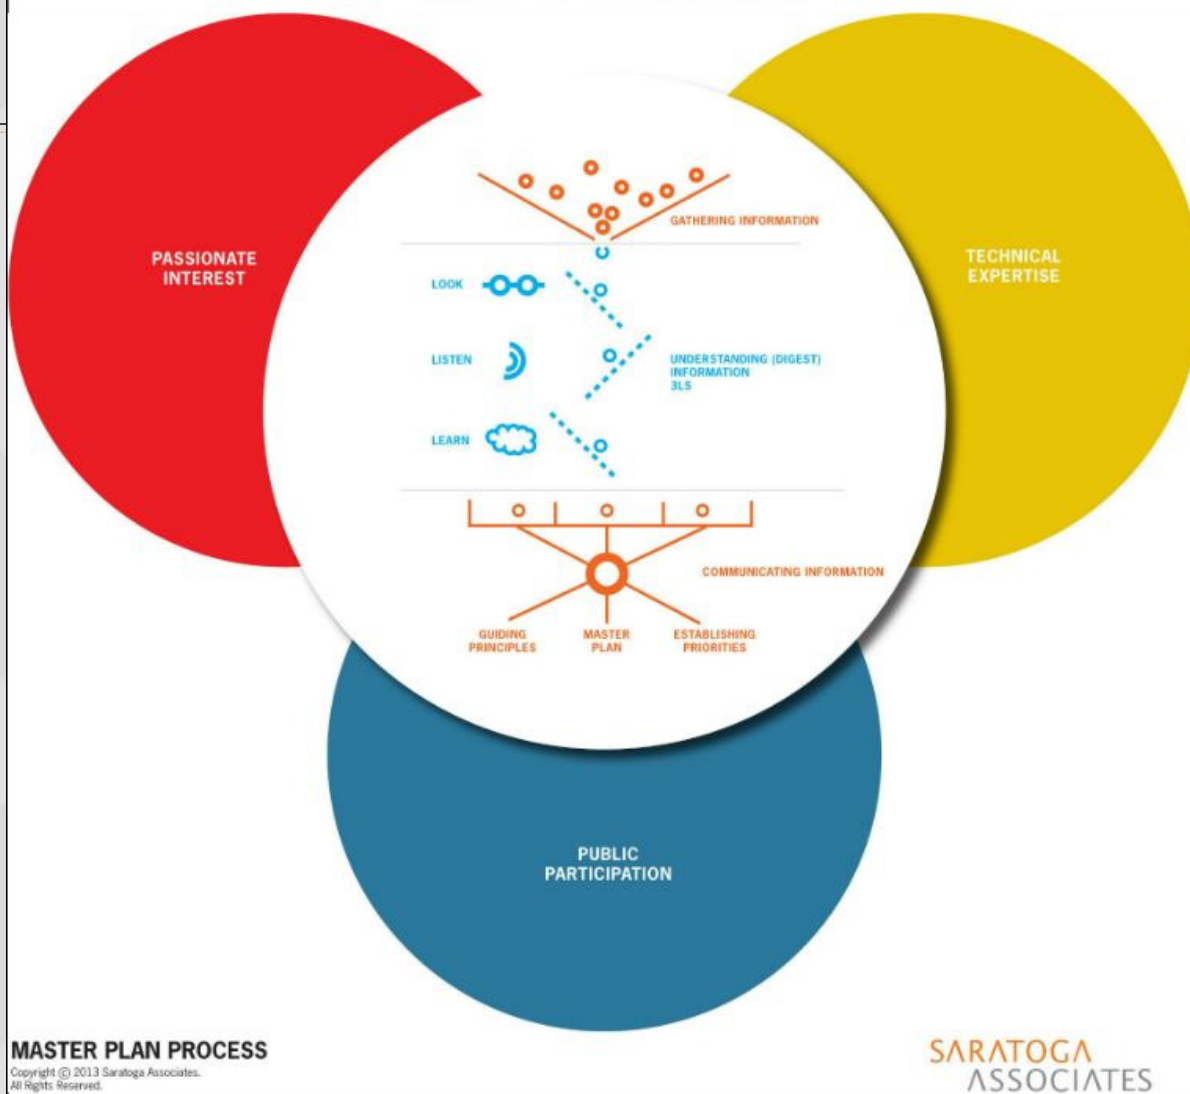 GATHERING INFORMATION
PASSIONATE
INTEREST
TECHNICAL
EXPERTISE
LOOK
LISTEN
UNDERSTANDING (DIGEST)
INFORMATION
3LS
LEARN
COMMUNICATING INFORMATION
GUIDING
PRINCIPLES
MASTER
PLAN
ESTABLISHING
PRIORITIES
PUBLIC
PARTICIPATION
MASTER PLAN PROCESS
Copyright © 2013 Saratoga Associates.
All Rights Reserved.
SARATOGA
ASSOCIATES